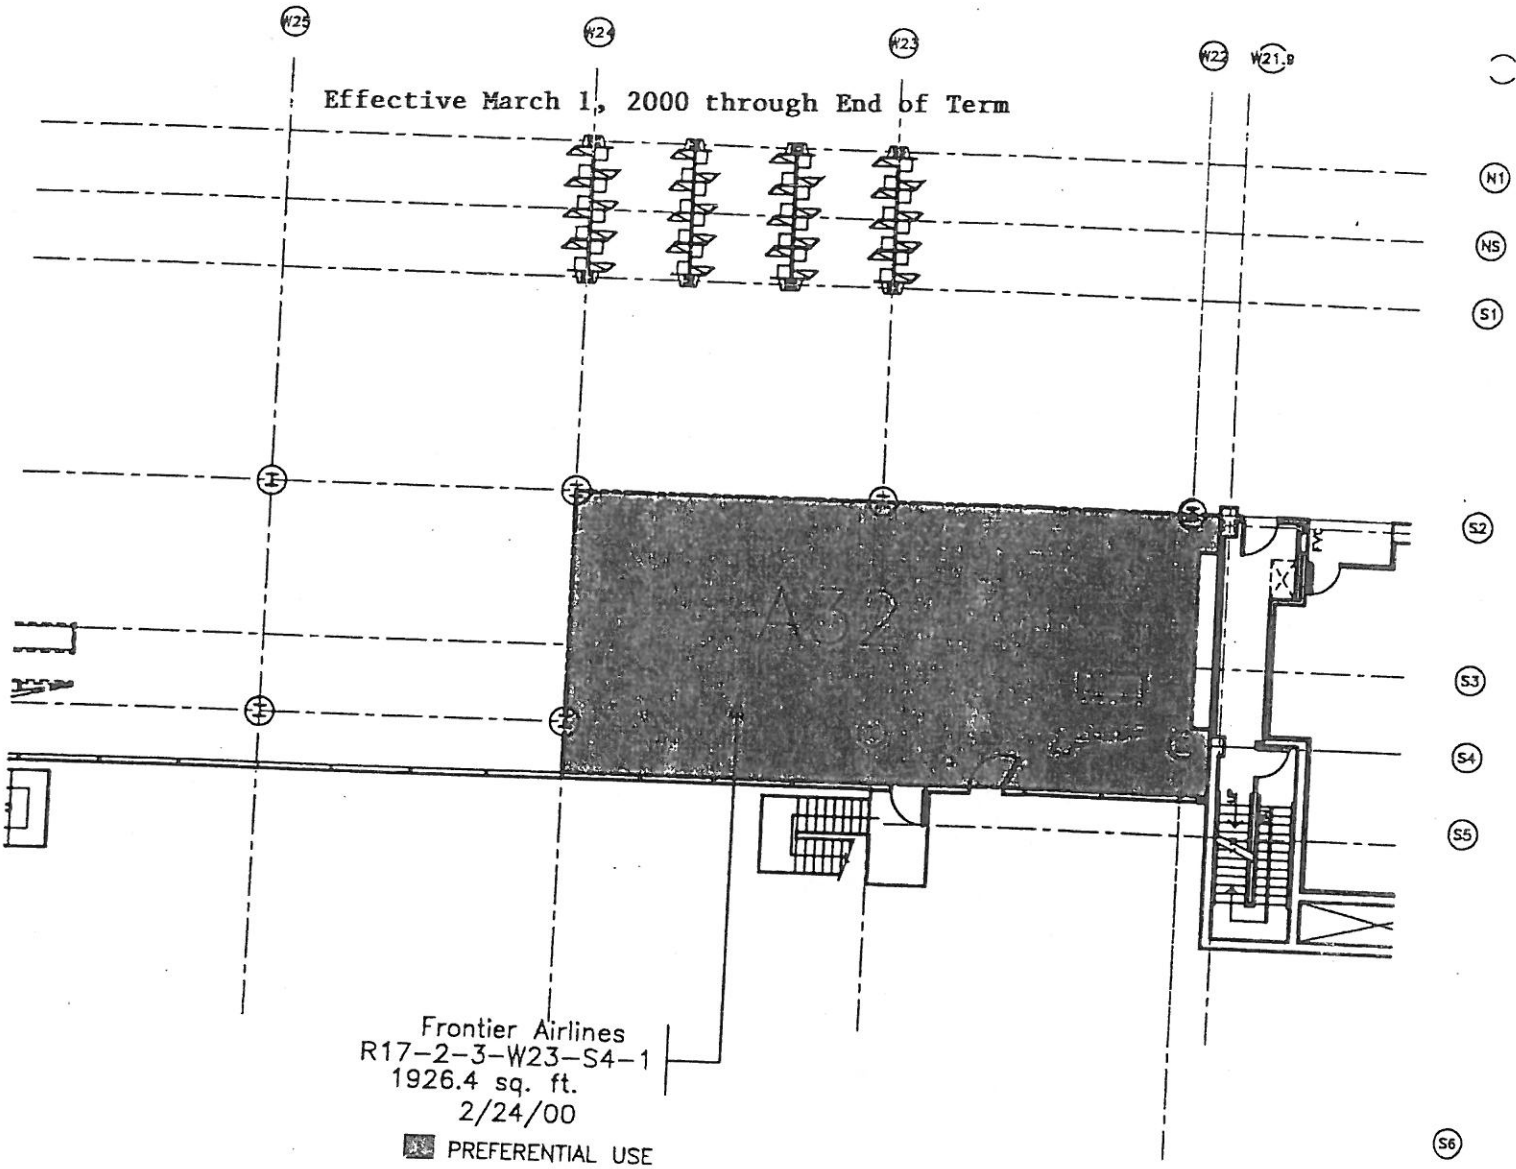 W25
W24
W23
W22
W21.9
Effective March 1, 2000 through End of Term
N1
NS
S1
S2
A32
S3
S4
UP
S5
Frontier Airlines
R17-2-3-W23-S4-1
1926.4 sq. ft.
2/24/00
PREFERENTIAL USE
S6